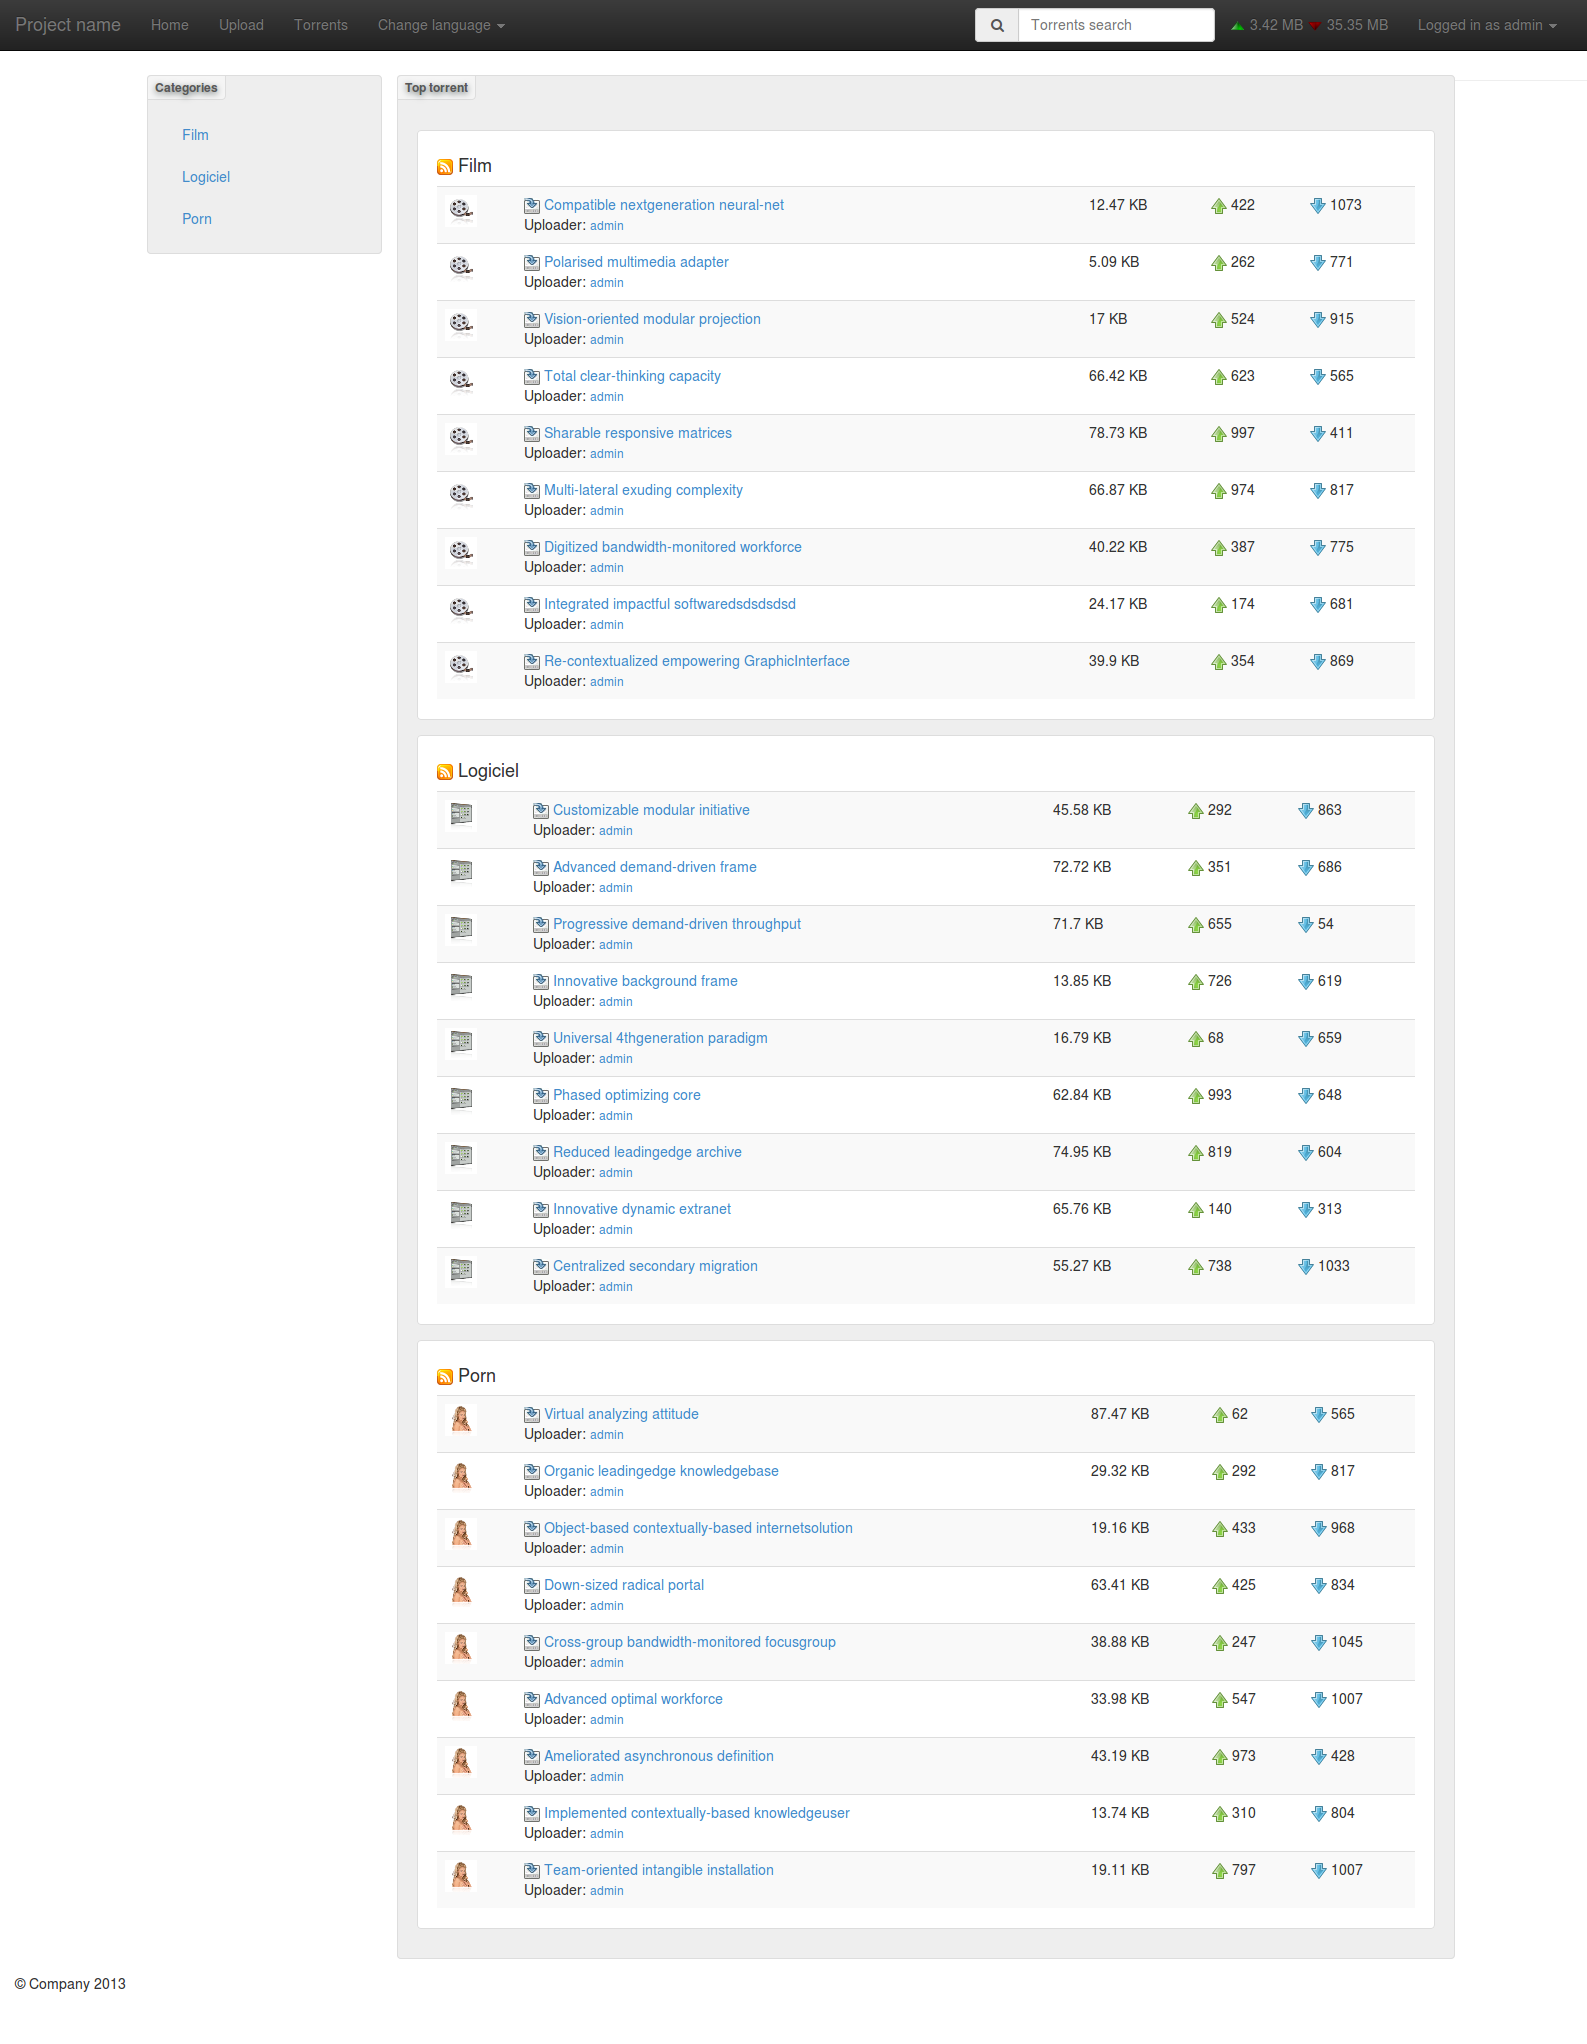 Project name Home Upload Torrents Change language Torrents search 3.42 MB 35.35 MB Logged in as admin
Categories
Film
Logiciel
Porn
Top torrent
Film
Compatible nextgeneration neural-net 12.47 KB 422 1073
Uploader: admin
Polarised multimedia adapter 5.09 KB 262 771
Uploader: admin
Vision-oriented modular projection 17 KB 524 915
Uploader: admin
Total clear-thinking capacity 66.42 KB 623 565
Uploader: admin
Sharable responsive matrices 78.73 KB 997 411
Uploader: admin
Multi-lateral exuding complexity 66.87 KB 974 817
Uploader: admin
Digitized bandwidth-monitored workforce 40.22 KB 387 775
Uploader: admin
Integrated impactful softwaredsdsdsdsd 24.17 KB 174 681
Uploader: admin
Re-contextualized empowering GraphicInterface 39.9 KB 354 869
Uploader: admin
Logiciel
Customizable modular initiative 45.58 KB 292 863
Uploader: admin
Advanced demand-driven frame 72.72 KB 351 686
Uploader: admin
Progressive demand-driven throughput 71.7 KB 655 54
Uploader: admin
Innovative background frame 13.85 KB 726 619
Uploader: admin
Universal 4thgeneration paradigm 16.79 KB 68 659
Uploader: admin
Phased optimizing core 62.84 KB 993 648
Uploader: admin
Reduced leadingedge archive 74.95 KB 819 604
Uploader: admin
Innovative dynamic extranet 65.76 KB 140 313
Uploader: admin
Centralized secondary migration 55.27 KB 738 1033
Uploader: admin
Porn
Virtual analyzing attitude 87.47 KB 62 565
Uploader: admin
Organic leadingedge knowledgebase 29.32 KB 292 817
Uploader: admin
Object-based contextually-based internetsolution 19.16 KB 433 968
Uploader: admin
Down-sized radical portal 63.41 KB 425 834
Uploader: admin
Cross-group bandwidth-monitored focusgroup 38.88 KB 247 1045
Uploader: admin
Advanced optimal workforce 33.98 KB 547 1007
Uploader: admin
Ameliorated asynchronous definition 43.19 KB 973 428
Uploader: admin
Implemented contextually-based knowledgeuser 13.74 KB 310 804
Uploader: admin
Team-oriented intangible installation 19.11 KB 797 1007
Uploader: admin
© Company 2013